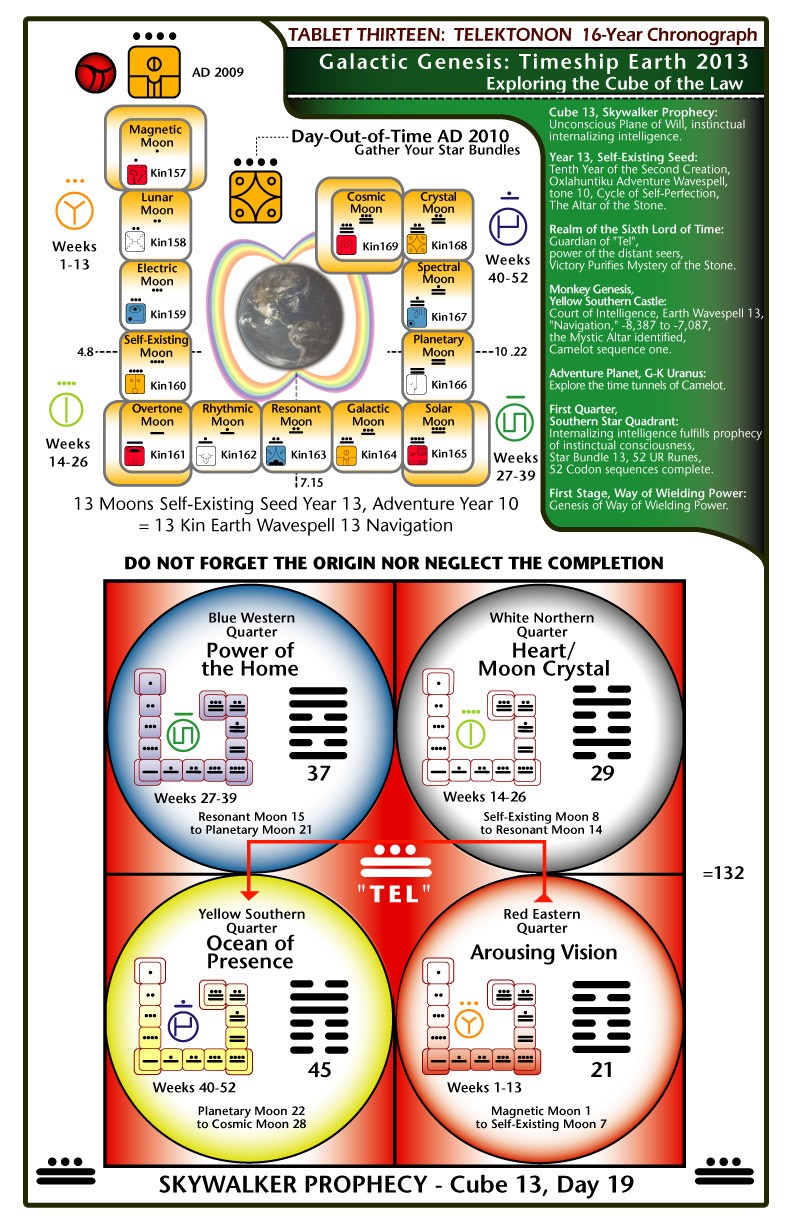 TABLET THIRTEEN: TELEKTONON 16-Year Chronograph
Galactic Genesis: Timeship Earth 2013
Exploring the Cube of the Law
AD 2009
Day-Out-of-Time AD 2010
Gather Your Star Bundles
Magnetic
Moon
Kin157
Lunar
Moon
Kin158
Electric
Moon
Kin159
Self-Existing
Moon
Kin160
Overtone
Moon
Kin161
Rhythmic
Moon
Kin162
Resonant
Moon
Kin163
Galactic
Moon
Kin164
Solar
Moon
Kin165
Planetary
Moon
Kin166
Spectral
Moon
Kin167
Crystal
Moon
Kin168
Cosmic
Moon
Kin169
Weeks
1-13
Weeks
14-26
Weeks
27-39
Weeks
40-52
4.8
10 .22
7.15
13 Moons Self-Existing Seed Year 13, Adventure Year 10
= 13 Kin Earth Wavespell 13 Navigation
Cube 13, Skywalker Prophecy:
Unconscious Plane of Will, instinctual
internalizing intelligence.
Year 13, Self-Existing Seed:
Tenth Year of the Second Creation,
Oxlahuntiku Adventure Wavespell,
tone 10, Cycle of Self-Perfection,
The Altar of the Stone.
Realm of the Sixth Lord of Time:
Guardian of "Tel",
power of the distant seers,
Victory Purifies Mystery of the Stone.
Monkey Genesis,
Yellow Southern Castle:
Court of Intelligence, Earth Wavespell 13,
"Navigation," -8,387 to -7,087,
the Mystic Altar identified,
Camelot sequence one.
Adventure Planet, G-K Uranus:
Explore the time tunnels of Camelot.
First Quarter,
Southern Star Quadrant:
Internalizing intelligence fulfills prophecy
of instinctual consciousness,
Star Bundle 13, 52 UR Runes,
52 Codon sequences complete.
First Stage, Way of Wielding Power:
Genesis of Way of Wielding Power.
DO NOT FORGET THE ORIGIN NOR NEGLECT THE COMPLETION
Blue Western
Quarter
Power of
the Home
37
Weeks 27-39
Resonant Moon 15
to Planetary Moon 21
White Northern
Quarter
Heart/
Moon Crystal
29
Weeks 14-26
Self-Existing Moon 8
to Resonant Moon 14
"TEL"
=132
Yellow Southern
Quarter
Ocean of
Presence
45
Weeks 40-52
Planetary Moon 22
to Cosmic Moon 28
Red Eastern
Quarter
Arousing Vision
21
Weeks 1-13
Magnetic Moon 1
to Self-Existing Moon 7
SKYWALKER PROPHECY - Cube 13, Day 19